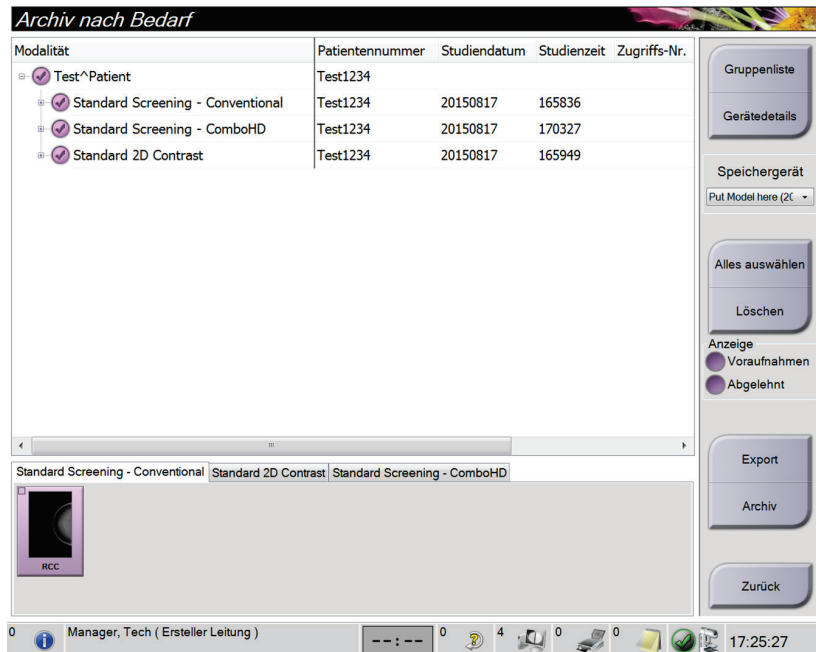 Archiv nach Bedarf
Modalität Patientennummer Studiendatum Studienzeit Zugriffs-Nr.
Test^Patient Test1234
Standard Screening - Conventional Test1234 20150817 165836
Standard Screening - ComboHD Test1234 20150817 170327
Standard 2D Contrast Test1234 20150817 165949
Gruppenliste
Gerätedetails
Speichergerät
Put Model here (20
Alles auswählen
Löschen
Anzeige
Voraufnahmen
Abgelehnt
Export
Archiv
Zurück
Standard Screening - Conventional Standard 2D Contrast Standard Screening - ComboHD
RCC
0 Manager, Tech ( Ersteller Leitung ) --:-- 0 4 0 0 17:25:27